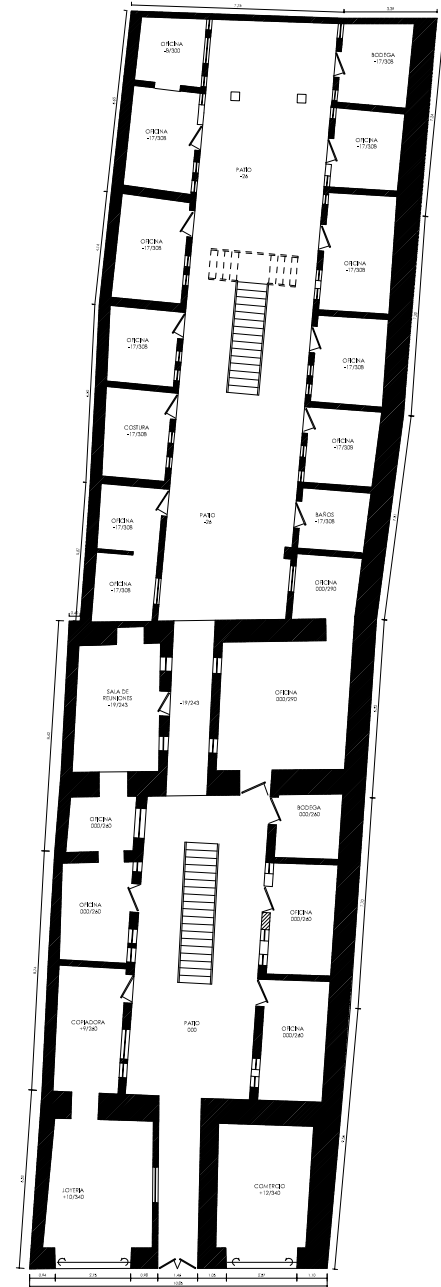 OFICINA
-8/300
BODEGA
-17/308
OFICINA
-17/308
OFICINA
-17/308
PATIO
-26
OFICINA
-17/308
OFICINA
-17/308
OFICINA
-17/308
OFICINA
-17/308
COSTURA
-17/308
OFICINA
-17/308
OFICINA
-17/308
PATIO
-26
BAÑOS
-17/308
OFICINA
-17/308
OFICINA
000/290
SALA DE
REUNIONES
-19/243
-19/243
OFICINA
000/290
OFICINA
000/260
BODEGA
000/260
OFICINA
000/260
OFICINA
000/260
COPIADORA
+9/260
PATIO
000
OFICINA
000/260
JOYERIA
+10/340
COMERCIO
+12/340